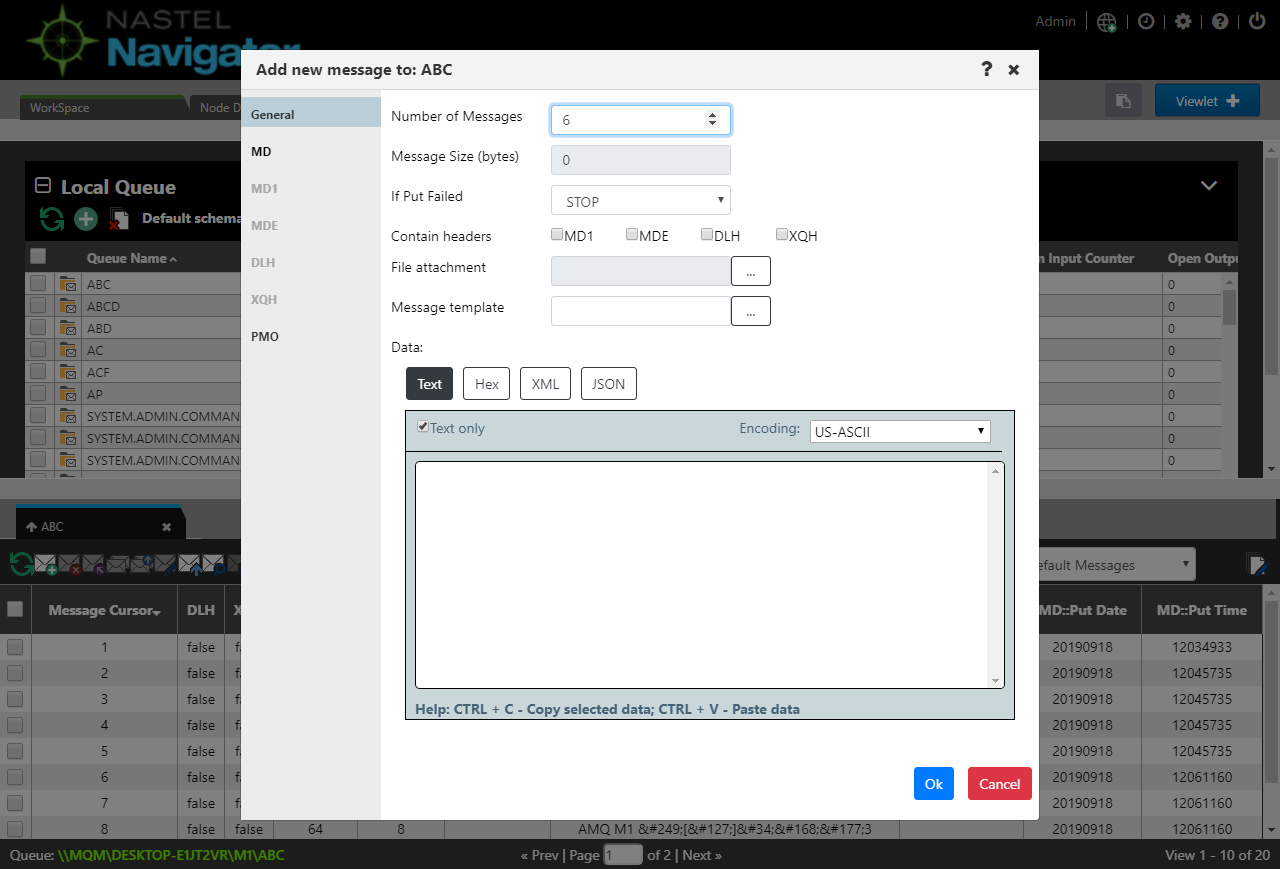 NASTEL
Navigator
Admin
WorkSpace
Node D
Viewlet
Add new message to: ABC
General
MD
MD1
MDE
DLH
XQH
PMO
Number of Messages 6
Message Size (bytes) 0
If Put Failed STOP
Contain headers MD1 MDE DLH XQH
File attachment ...
Message template ...
Data:
Text Hex XML JSON
Text only Encoding: US-ASCII
Help: CTRL + C - Copy selected data; CTRL + V - Paste data
Ok Cancel
Local Queue
Default schema
Queue Name n Input Counter Open Outpu
ABC 0
ABCD 0
ABD 0
AC 0
ACF 0
AP 0
SYSTEM.ADMIN.COMMAN 0
SYSTEM.ADMIN.COMMAN 0
SYSTEM.ADMIN.COMMAN 0
ABC
efault Messages
Message Cursor DLH X MD::Put Date MD::Put Time
1 false f 20190918 12034933
2 false f 20190918 12045735
3 false f 20190918 12045735
4 false f 20190918 12045735
5 false f 20190918 12045735
6 false f 20190918 12061160
7 false f 20190918 12061160
8 false false 64 8 AMQ M1 &#249;[&#127;]&#34;&#168;&#177;3 20190918 12061160
Queue: \\MQM\DESKTOP-E1JT2VR\M1\ABC « Prev | Page 1 of 2 | Next » View 1 - 10 of 20